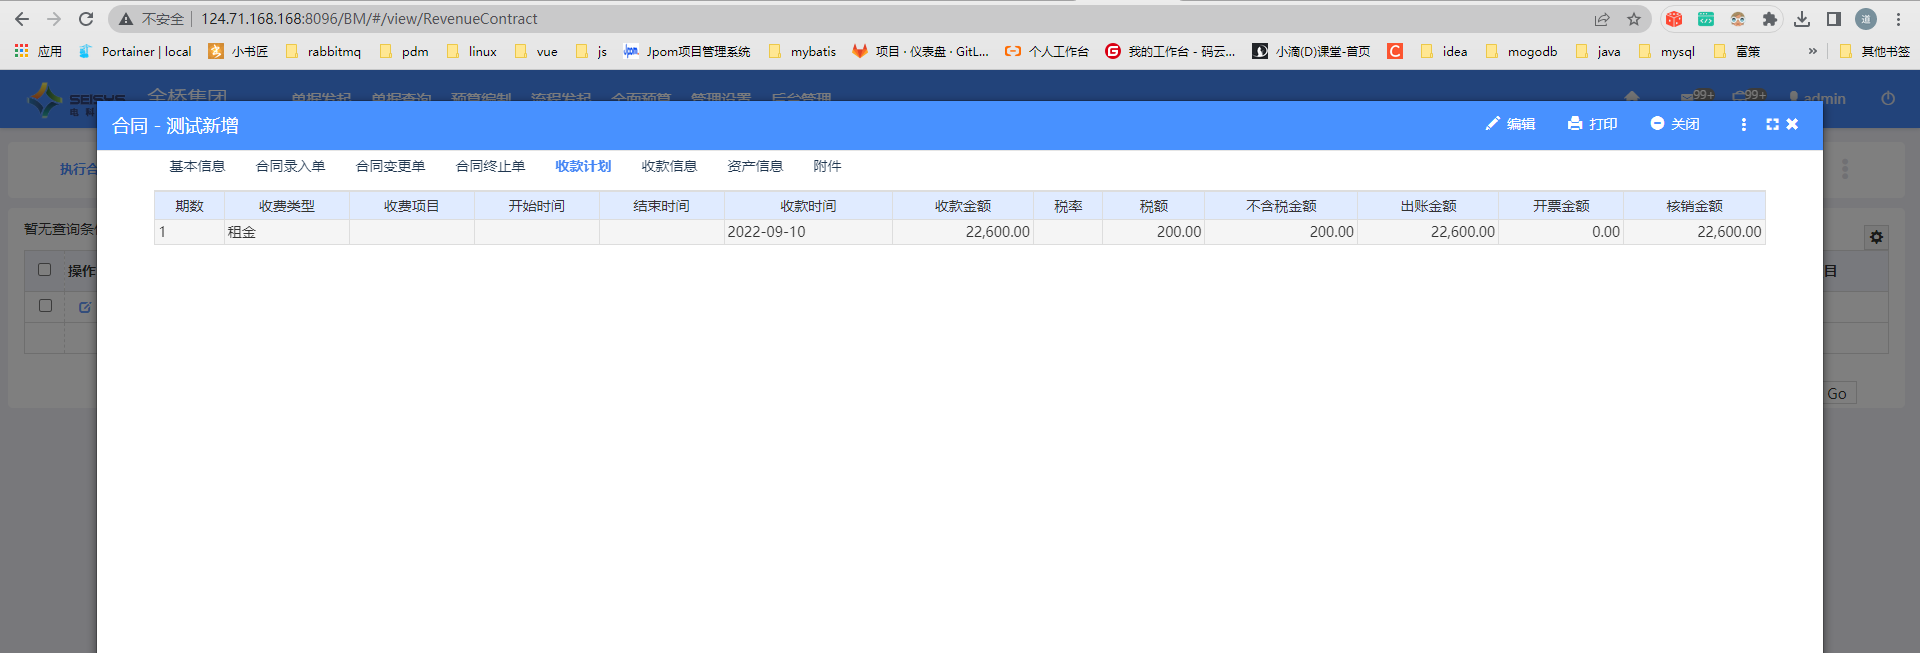 不安全 | 124.71.168.168:8096/BM/#/view/RevenueContract
应用 Portainer | local 小书匠 rabbitmq pdm linux vue js Jpom项目管理系统 mybatis 项目 · 仪表盘 · GitL... 个人工作台 我的工作台 - 码云... 小滴(D)课堂-首页 idea mogodb java mysql 富策 » 其他书签
SEISYS 金桥集团 单据发起 单据查询 预算编制 流程发起 全面预算 管理设置 后台管理 99+ 99+ admin
合同 - 测试新增 编辑 打印 关闭
执行合
基本信息 合同录入单 合同变更单 合同终止单 收款计划 收款信息 资产信息 附件
期数 收费类型 收费项目 开始时间 结束时间 收款时间 收款金额 税率 税额 不含税金额 出账金额 开票金额 核销金额
1 租金 2022-09-10 22,600.00 200.00 200.00 22,600.00 0.00 22,600.00
暂无查询条
操作 目
Go